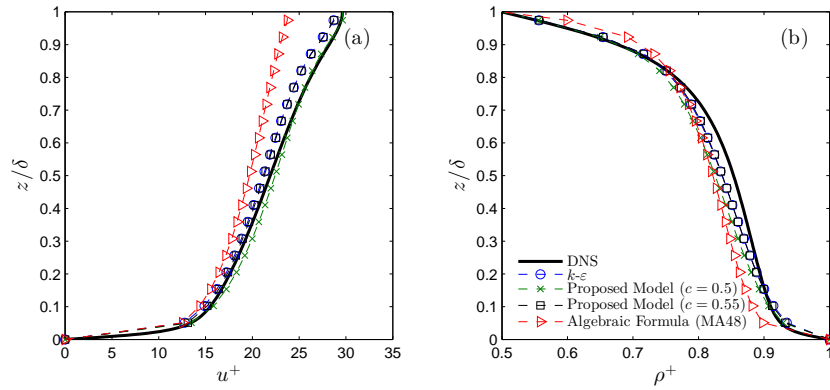 (a)
z/δ
1
0.9
0.8
0.7
0.6
0.5
0.4
0.3
0.2
0.1
0
0 5 10 15 20 25 30 35
u⁺
(b)
z/δ
1
0.9
0.8
0.7
0.6
0.5
0.4
0.3
0.2
0.1
0
DNS
k-ε
Proposed Model (c = 0.5)
Proposed Model (c = 0.55)
Algebraic Formula (MA48)
0.5 0.6 0.7 0.8 0.9 1
ρ⁺